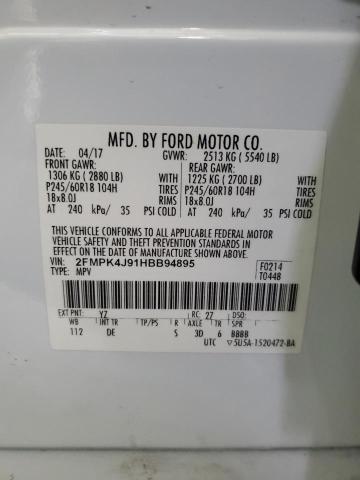 MFD. BY FORD MOTOR CO.
DATE: 04/17 GVWR: 2513 KG ( 5540 LB)
FRONT GAWR: REAR GAWR:
1306 KG ( 2880 LB) 1225 KG ( 2700 LB)
P245/60R18 104H TIRES P245/60R18 104H
18x8.0J RIMS 18x8.0J
AT 240 kPa/ 35 PSI COLD AT 240 kPa/ 35 PSI COLD
THIS VEHICLE CONFORMS TO ALL APPLICABLE FEDERAL MOTOR
VEHICLE SAFETY AND THEFT PREVENTION STANDARDS IN EFFECT
ON THE DATE OF MANUFACTURE SHOWN ABOVE.
VIN: 2FMPK4J91HBB94895 F0214
TYPE: MPV T0448
EXT PNT: YZ RC: 27 DSO:
WB INT TR TP/PS R AXLE TR SPR
112 DE S 3D 6 BBBB
UTC ▽5U5A-1520472-BA